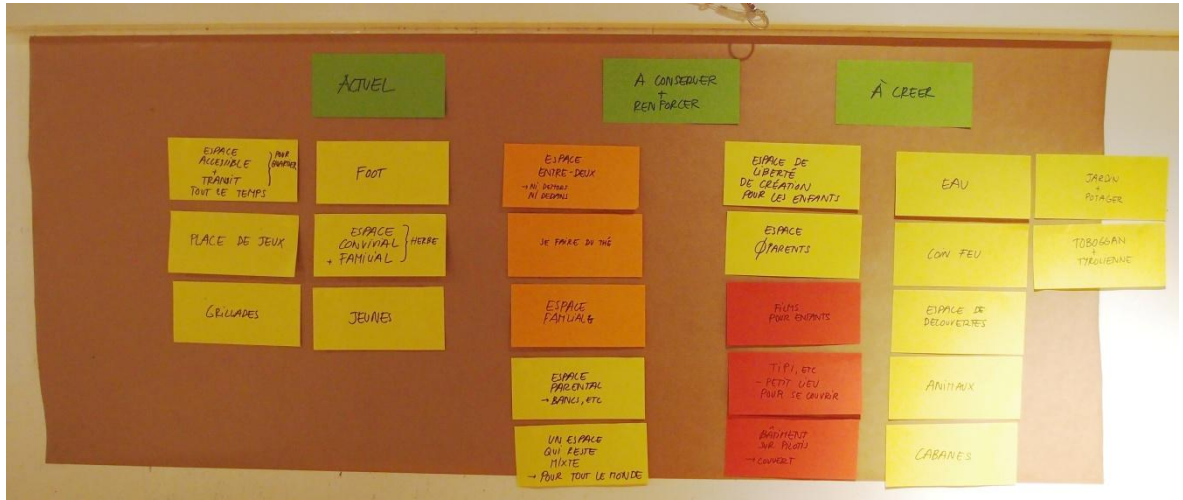 ACTUEL
A CONSERVER
+
RENFORCER
À CREER
ESPACE
ACCESSIBLE
+
TRANSIT
TOUT LE TEMPS
} POUR
FOOT
PLACE DE JEUX
ESPACE
CONVIVIAL
+ FAMILIAL
} HERBE
GRILLADES
JEUNES
ESPACE
ENTRE-DEUX
→ NI DEHORS
NI DEDANS
SE FAIRE DU THÉ
ESPACE
FAMILIAL
ESPACE
PARENTAL
→ BANCS, ETC
UN ESPACE
QUI RESTE
MIXTE
→ POUR TOUT LE MONDE
ESPACE DE
LIBERTÉ
DE CRÉATION
POUR LES ENFANTS
ESPACE
Ø PARENTS
FILMS
POUR ENFANTS
TIPI, ETC
- PETIT LIEU
POUR SE COUVRIR
BÂTIMENT
SUR PILOTIS
→ COUVERT
EAU
COIN FEU
ESPACE DE
DÉCOUVERTES
ANIMAUX
CABANES
JARDIN
+
POTAGER
TOBOGGAN
+
TYROLIENNE